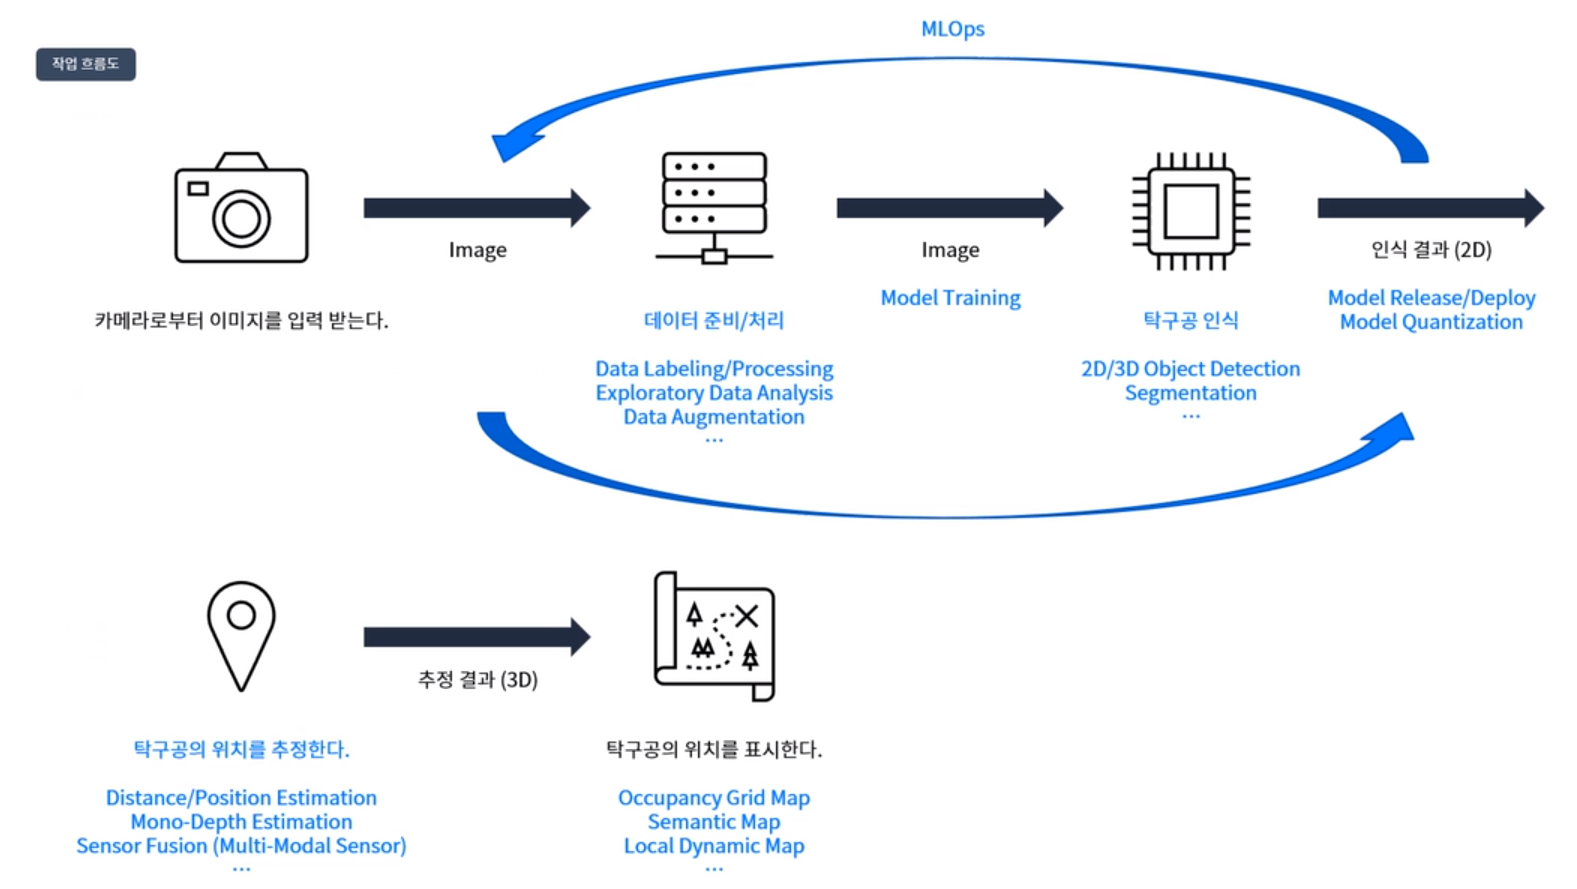 MLOps
작업 흐름도
Image
Image
인식 결과 (2D)
Model Training
Model Release/Deploy
Model Quantization
카메라로부터 이미지를 입력 받는다.
데이터 준비/처리
탁구공 인식
Data Labeling/Processing
Exploratory Data Analysis
Data Augmentation
...
2D/3D Object Detection
Segmentation
...
추정 결과 (3D)
탁구공의 위치를 추정한다.
탁구공의 위치를 표시한다.
Distance/Position Estimation
Mono-Depth Estimation
Sensor Fusion (Multi-Modal Sensor)
...
Occupancy Grid Map
Semantic Map
Local Dynamic Map
...